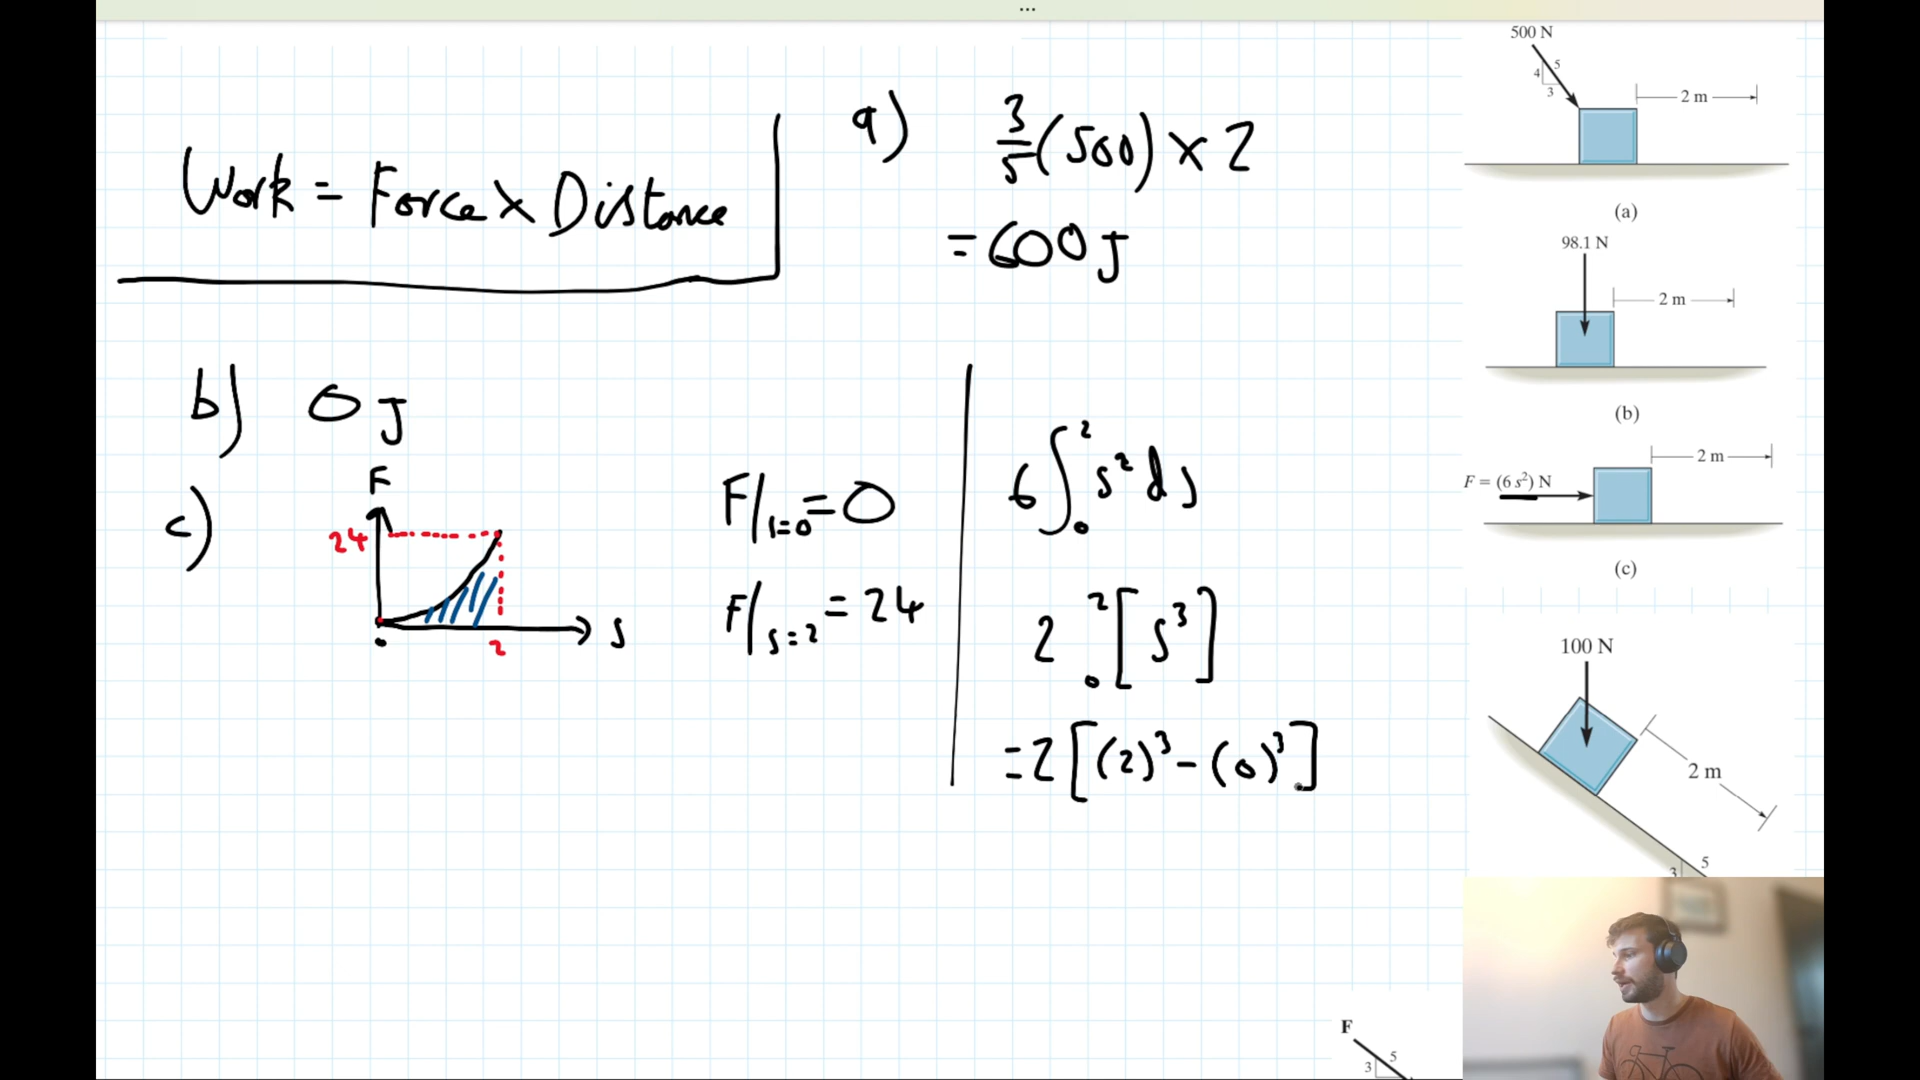 ...
Work = Force × Distance
a) 3/5 (500) × 2
= 600 J
b) 0 J
c)
F
24
0
2
s
F|s=0 = 0
F|s=2 = 24
6 ∫₀² s² ds
2 ₀²[s³]
= 2[(2)³ - (0)³]
500 N
4
5
3
2 m
(a)
98.1 N
2 m
(b)
F = (6 s²) N
2 m
(c)
100 N
2 m
3
5
F
3
5